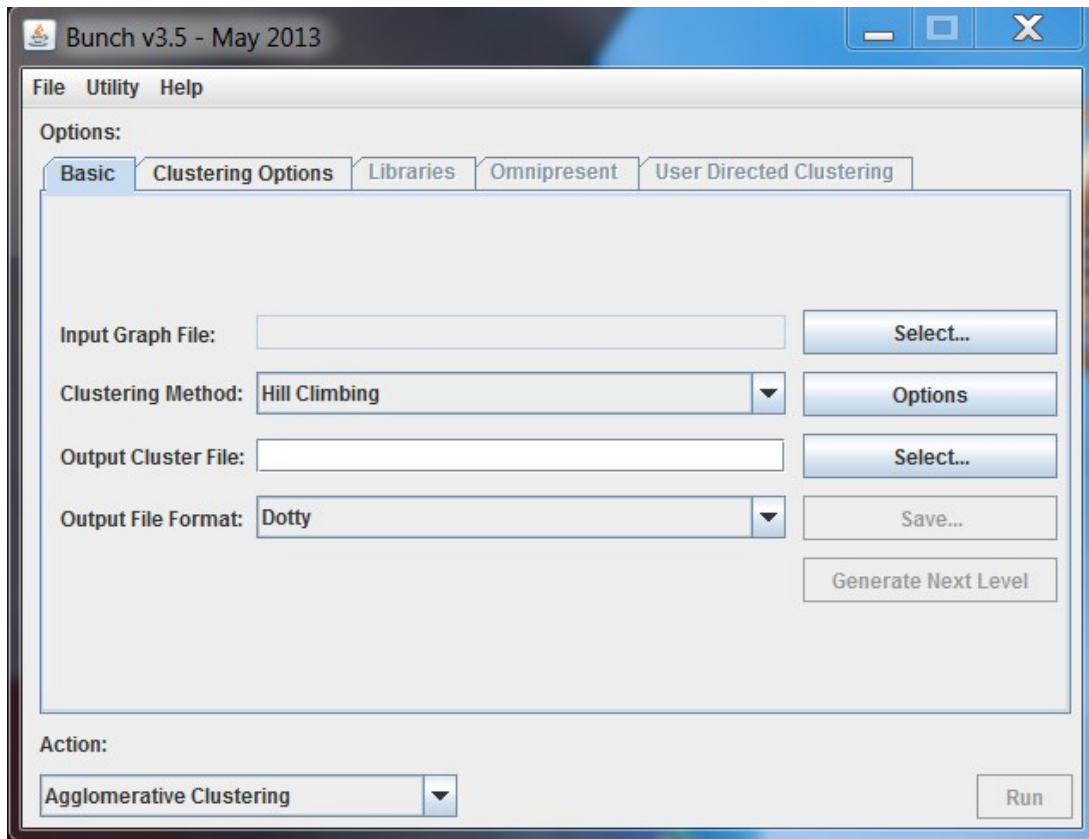 Bunch v3.5 - May 2013
File Utility Help
Options:
Basic Clustering Options Libraries Omnipresent User Directed Clustering
Input Graph File: Select...
Clustering Method: Hill Climbing Options
Output Cluster File: Select...
Output File Format: Dotty Save...
Generate Next Level
Action:
Agglomerative Clustering Run